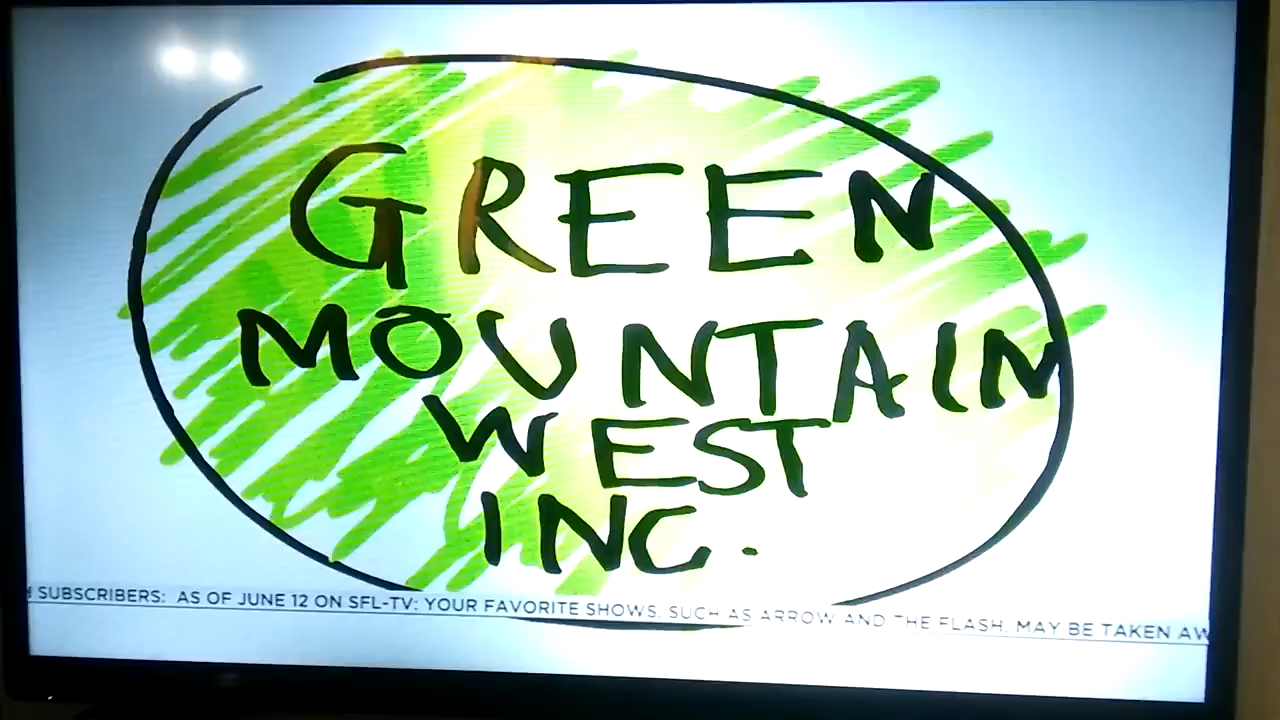 GREEN
MOUNTAIN
WEST
INC.
SUBSCRIBERS: AS OF JUNE 12 ON SFL-TV: YOUR FAVORITE SHOWS, SUCH AS ARROW AND THE FLASH, MAY BE TAKEN AW